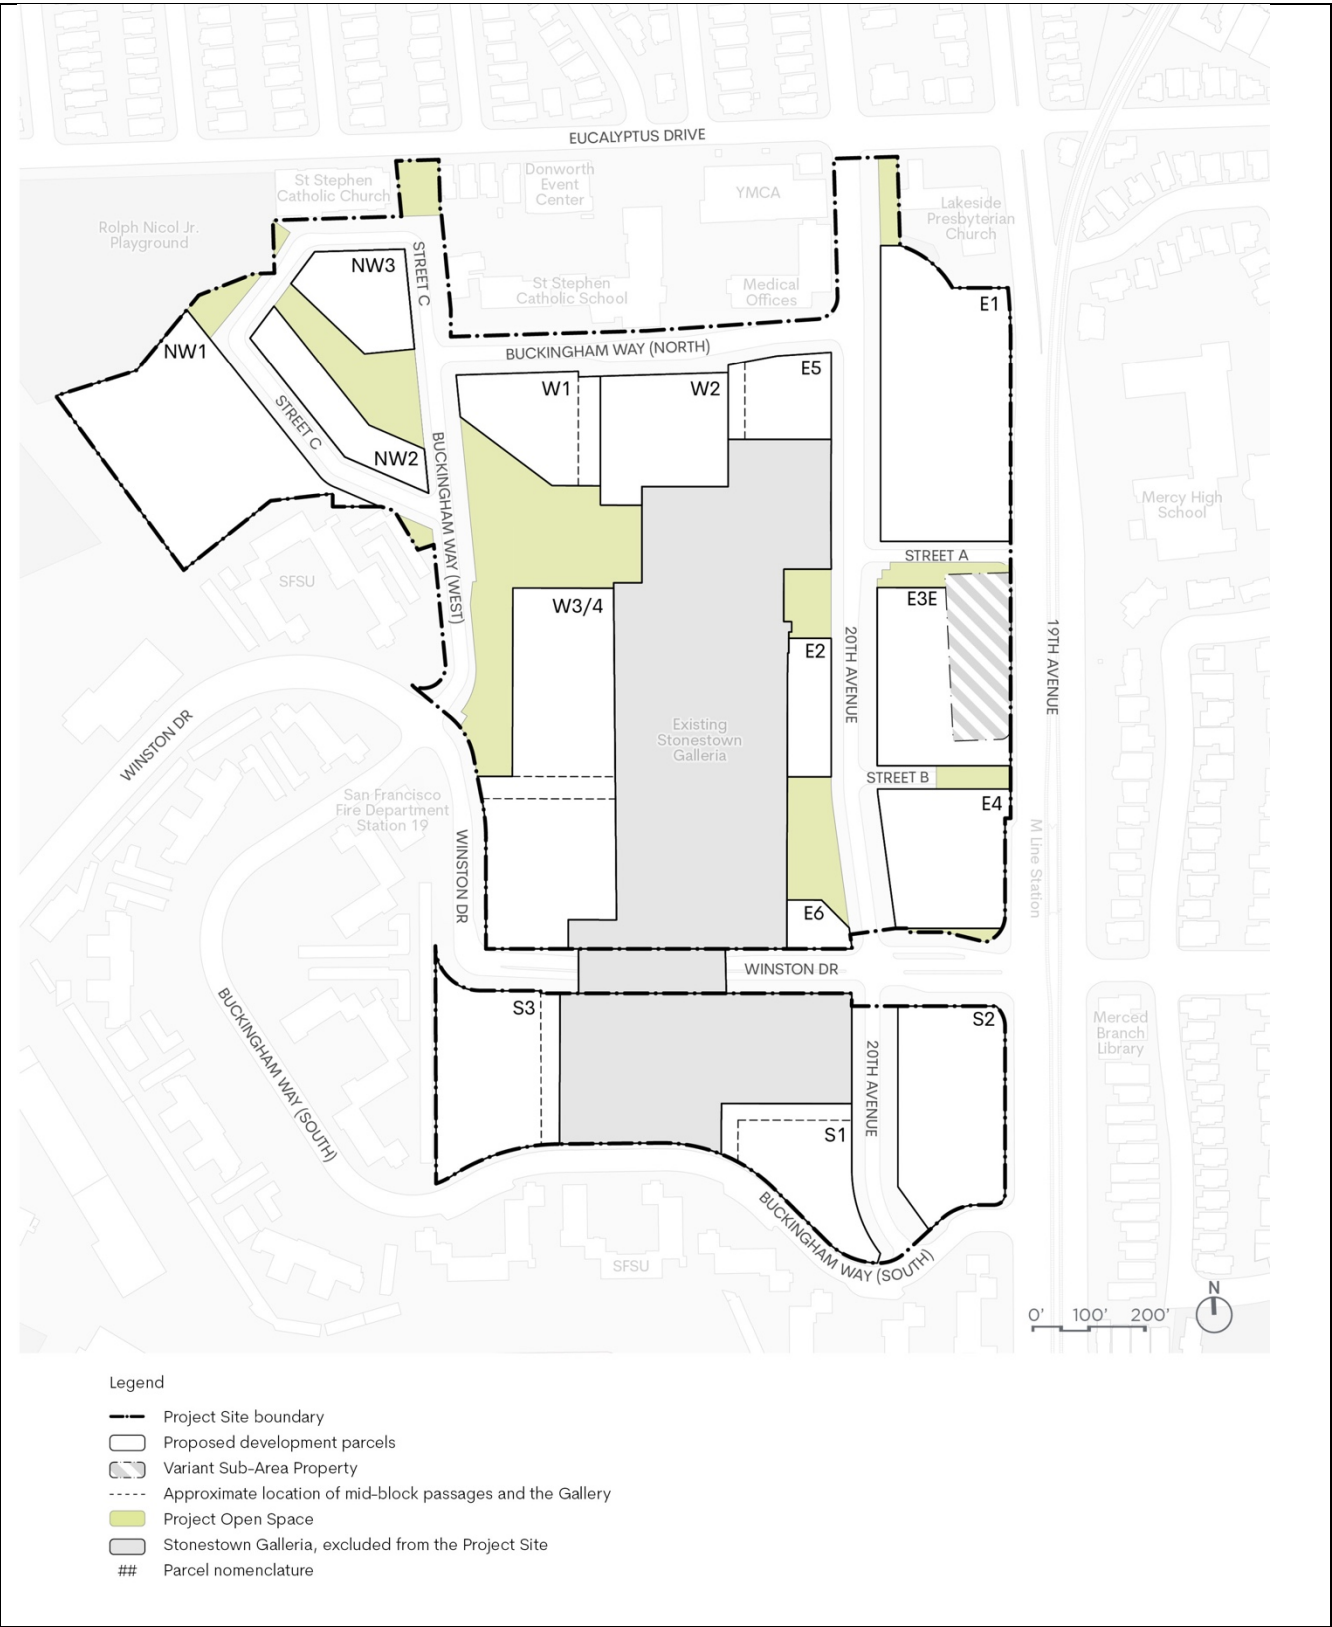 EUCALYPTUS DRIVE
St Stephen
Catholic Church
Donworth
Event
Center
YMCA
Lakeside
Presbyterian
Church
Rolph Nicol Jr.
Playground
STREET C
NW3
St Stephen
Catholic School
Medical
Offices
E1
NW1
BUCKINGHAM WAY (NORTH)
W1
W2
E5
STREET C
NW2
BUCKINGHAM WAY (WEST)
Mercy High
School
STREET A
SFSU
W3/4
E3E
E2
20TH AVENUE
19TH AVENUE
Existing
Stonestown
Galleria
WINSTON DR
STREET B
San Francisco
Fire Department
Station 19
E4
WINSTON DR
M Line Station
E6
WINSTON DR
BUCKINGHAM WAY (SOUTH)
S3
S2
Merced
Branch
Library
20TH AVENUE
S1
BUCKINGHAM WAY (SOUTH)
SFSU
N
0' 100' 200'
Legend
Project Site boundary
Proposed development parcels
Variant Sub-Area Property
Approximate location of mid-block passages and the Gallery
Project Open Space
Stonestown Galleria, excluded from the Project Site
## Parcel nomenclature